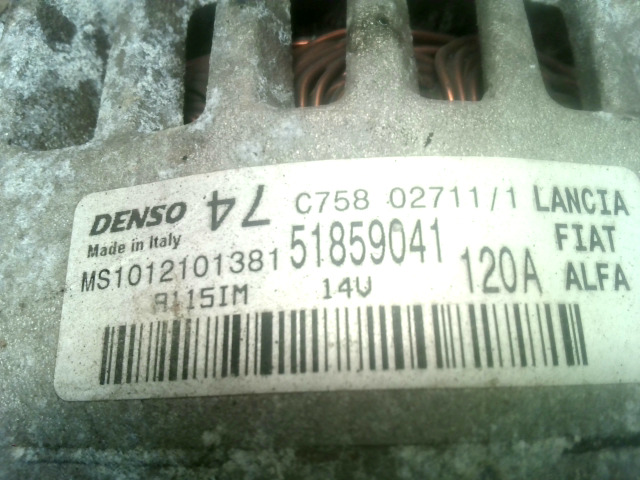 DENSO 74 C758 02711/1 LANCIA
Made in Italy 51859041 FIAT
MS1012101381 120A ALFA
A115IM 14V